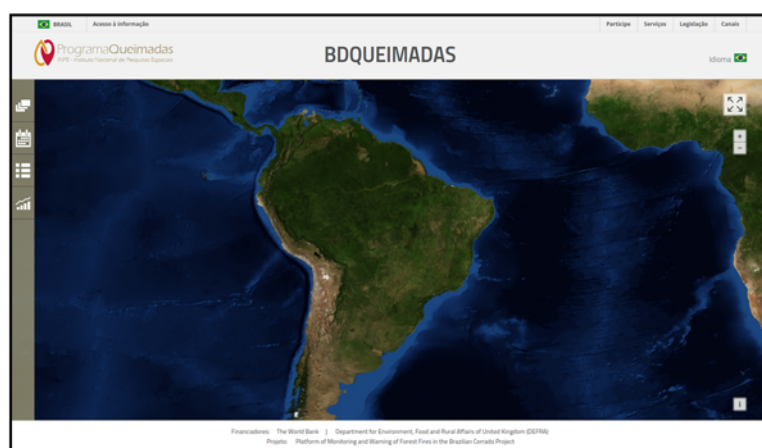 BRASIL Acesso à informação Participe Serviços Legislação Canais
ProgramaQueimadas
INPE - Instituto Nacional de Pesquisas Espaciais
BDQUEIMADAS
Idioma
+
-
i
Financiadores: The World Bank | Department for Environment, Food and Rural Affairs of United Kingdom (DEFRA)
Projeto: Platform of Monitoring and Warning of Forest Fires in the Brazilian Cerrado Project